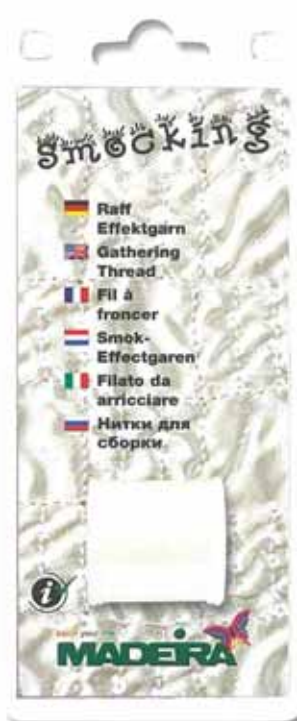 smocking
Raff
Effektgarn
Gathering
Thread
Fil à
froncer
Smok-
Effectgaren
Filato da
arricciare
Нитки для
сборки
i
MADEIRA